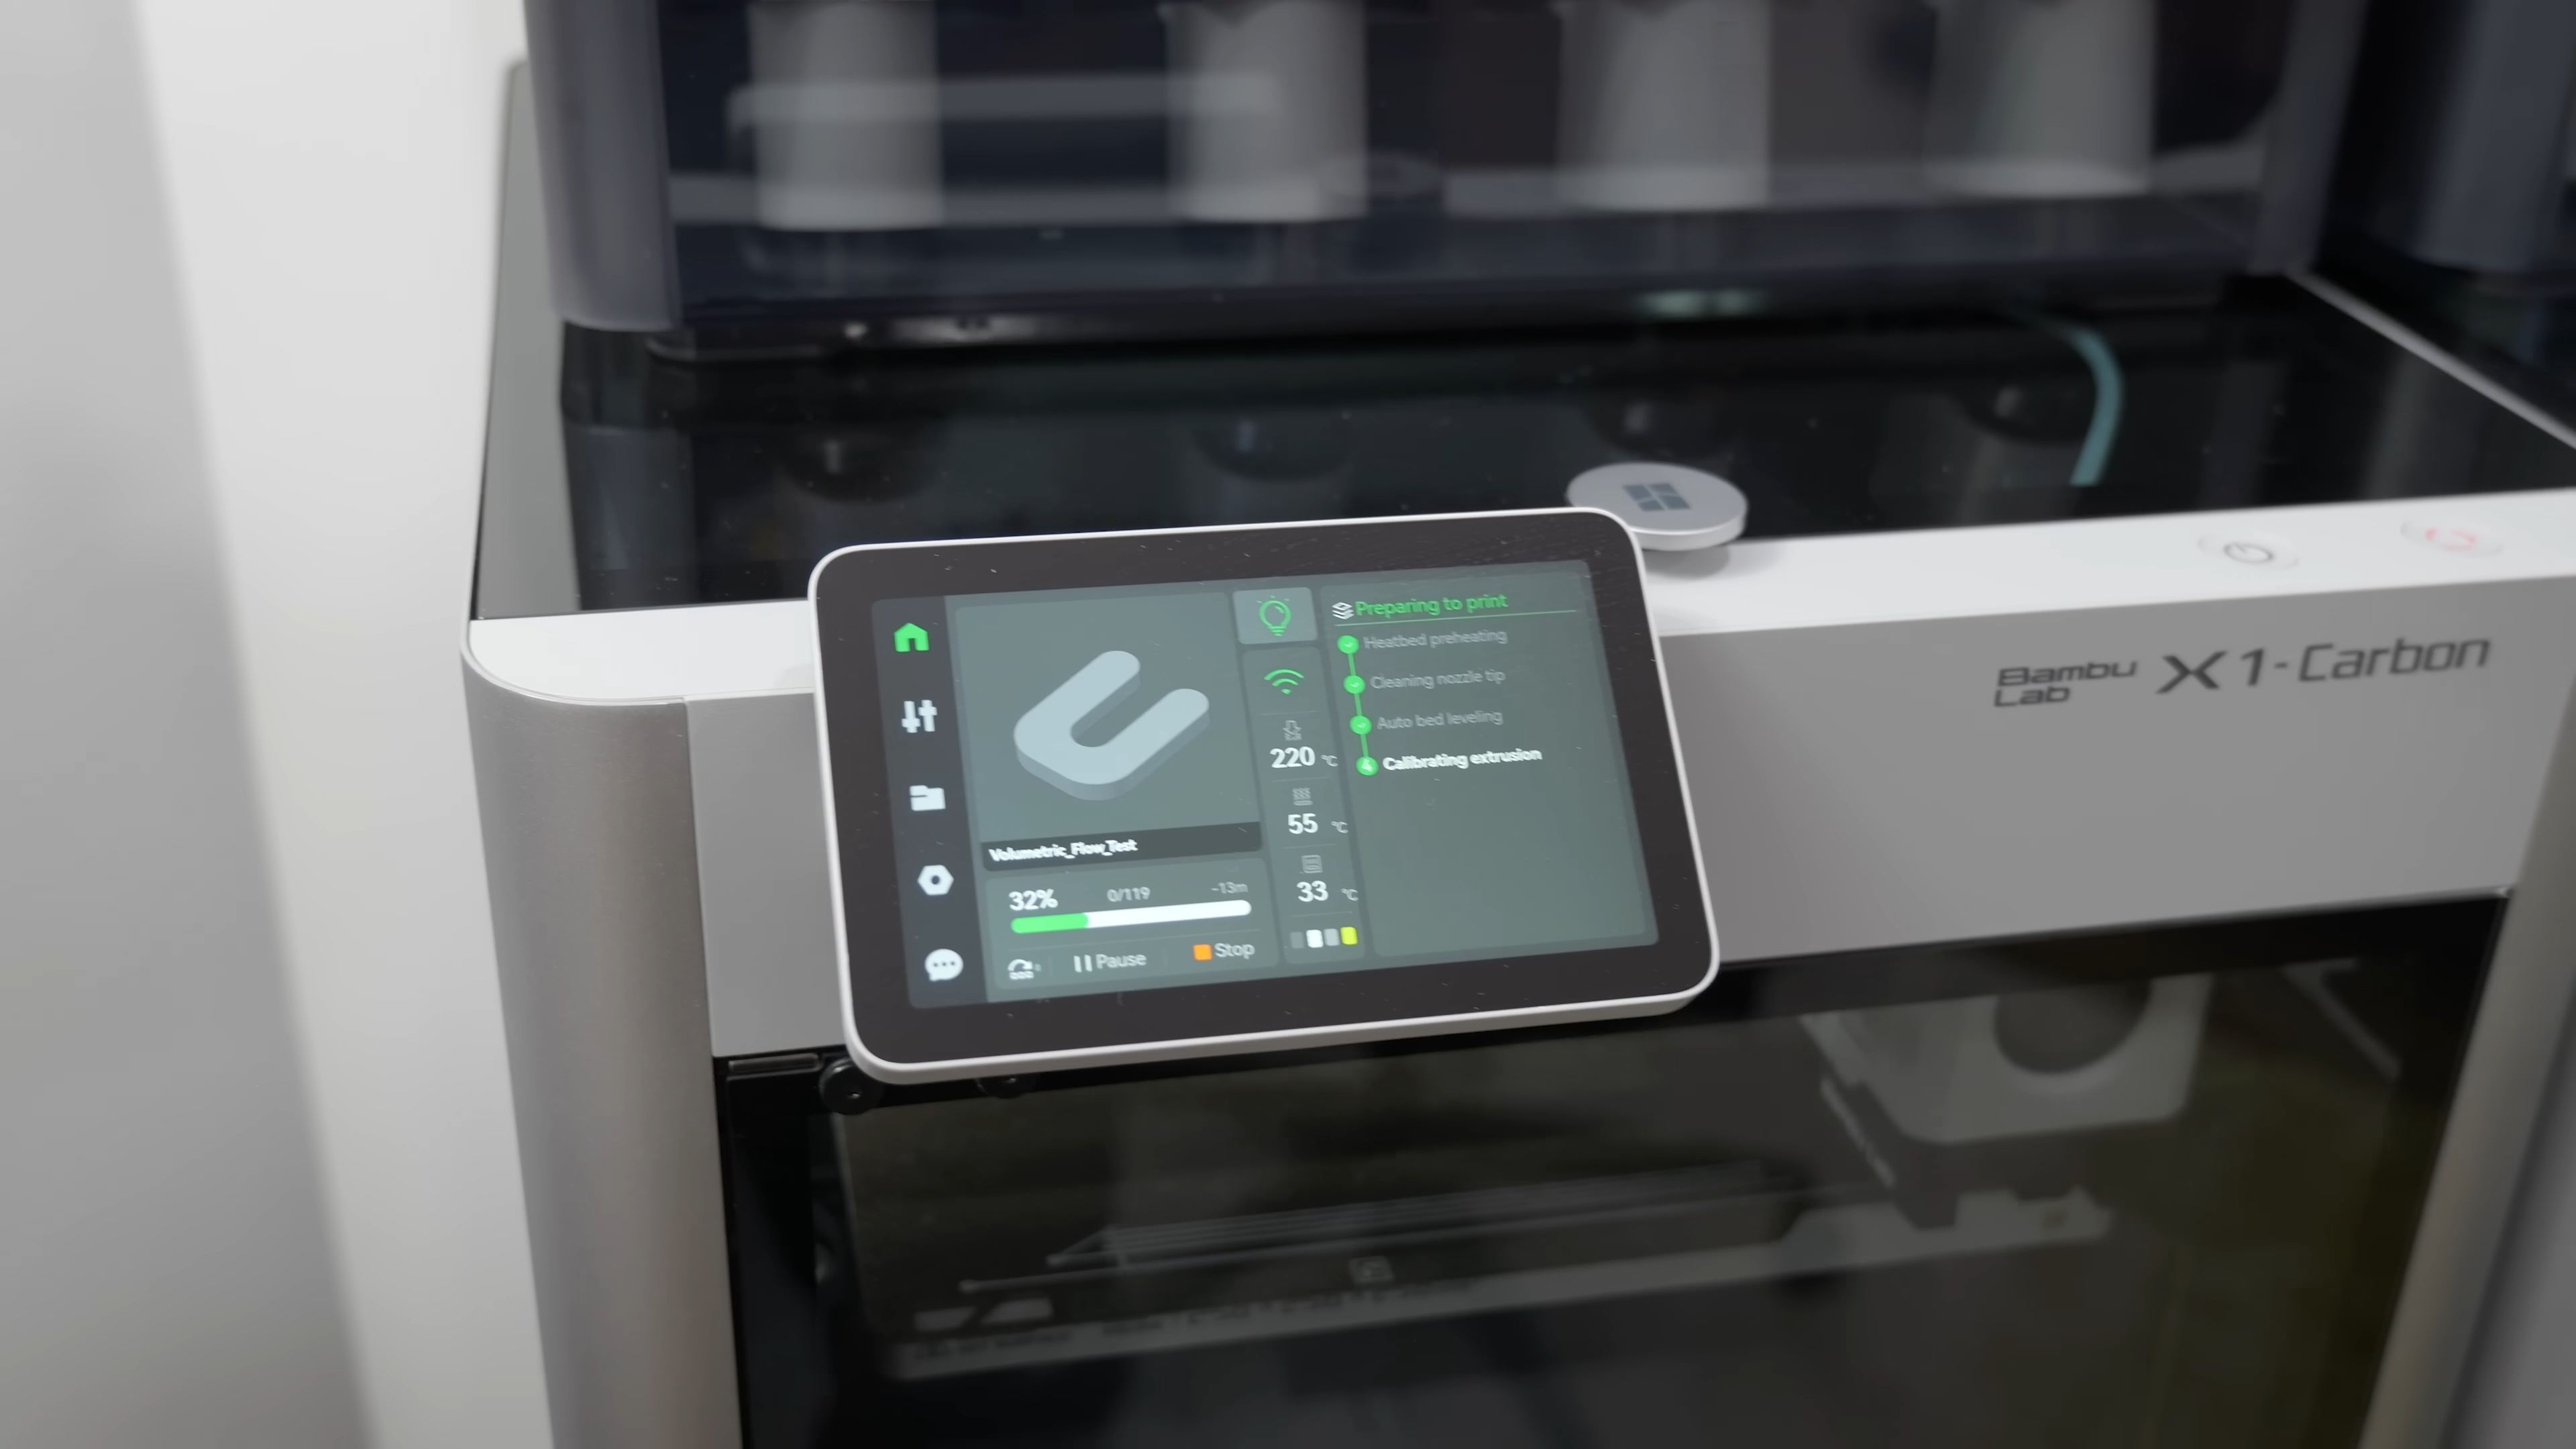 Bambu
Lab
X1-Carbon
Preparing to print
Heatbed preheating
Cleaning nozzle tip
Auto bed leveling
4 Calibrating extrusion
220 °C
55 °C
33 °C
Volumetric_Flow_Test
32% 0/119 -13m
Pause Stop